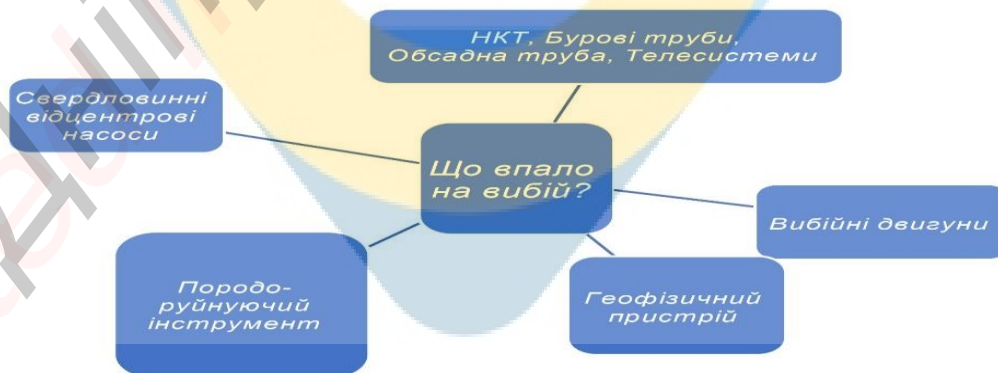 НКТ, Бурові труби,
Обсадна труба, Телесистеми
Свердловинні
відцентрові
насоси
Що впало
на вибій?
Вибійні двигуни
Породо-
руйнуючий
інструмент
Геофізичний
пристрій